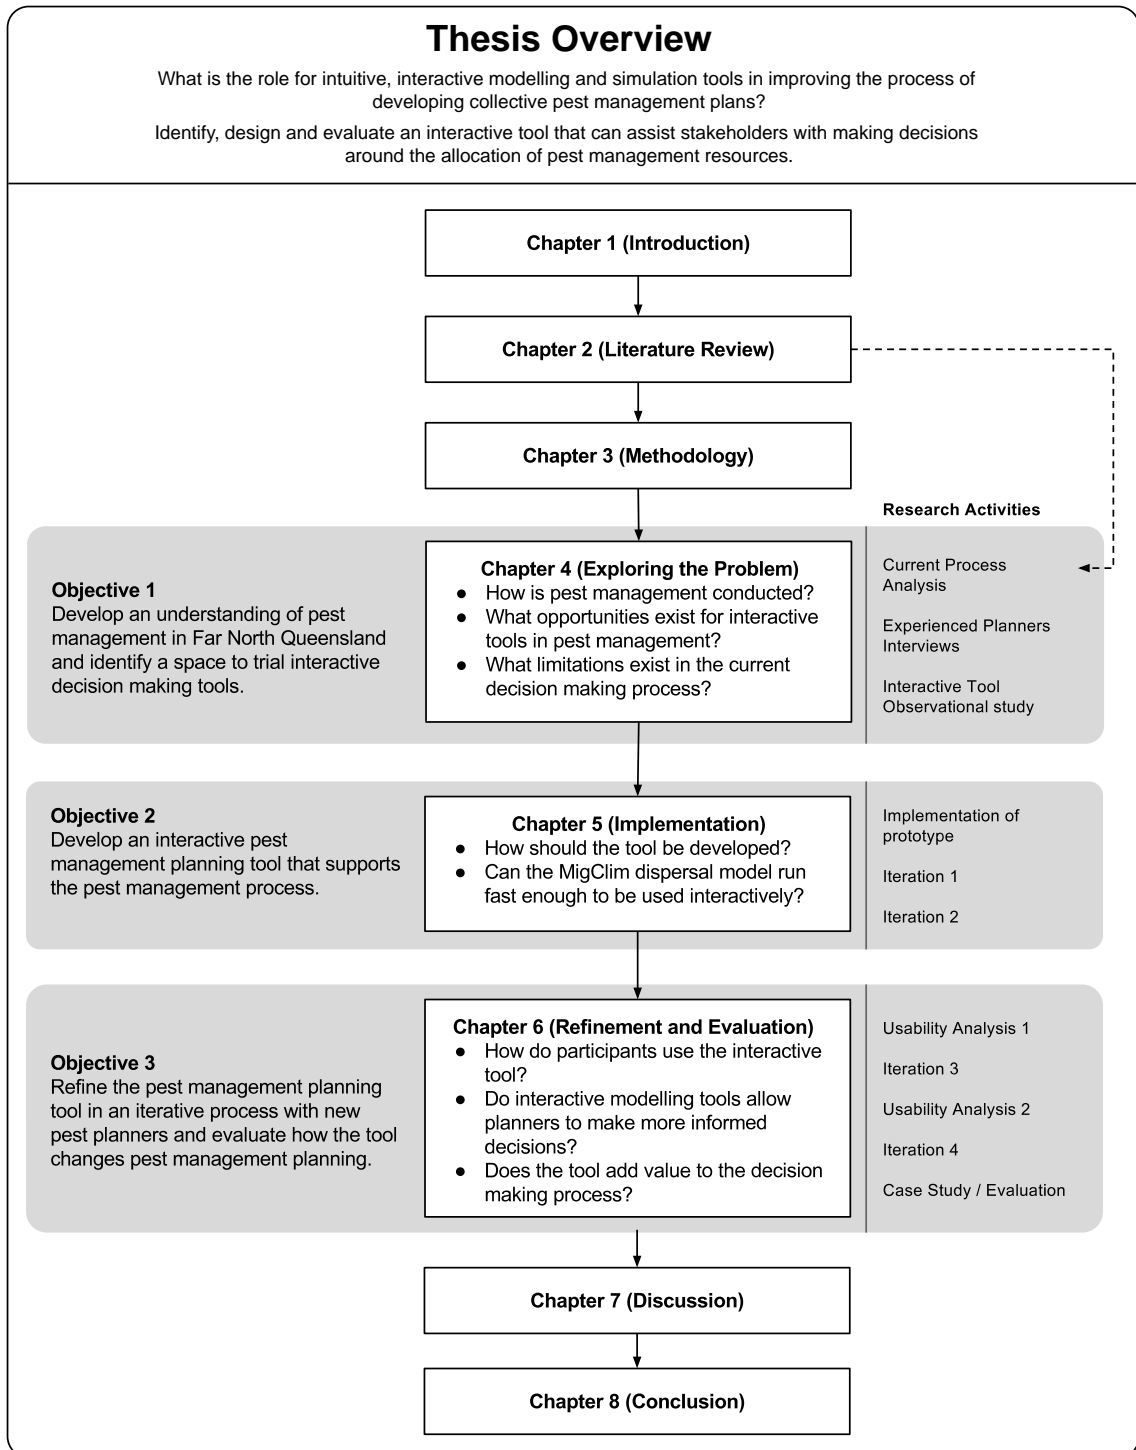 Thesis Overview
What is the role for intuitive, interactive modelling and simulation tools in improving the process of
developing collective pest management plans?
Identify, design and evaluate an interactive tool that can assist stakeholders with making decisions
around the allocation of pest management resources.
Chapter 1 (Introduction)
Chapter 2 (Literature Review)
Chapter 3 (Methodology)
Research Activities
Objective 1
Develop an understanding of pest
management in Far North Queensland
and identify a space to trial interactive
decision making tools.
Chapter 4 (Exploring the Problem)
● How is pest management conducted?
● What opportunities exist for interactive
tools in pest management?
● What limitations exist in the current
decision making process?
Current Process
Analysis
Experienced Planners
Interviews
Interactive Tool
Observational study
Objective 2
Develop an interactive pest
management planning tool that supports
the pest management process.
Chapter 5 (Implementation)
● How should the tool be developed?
● Can the MigClim dispersal model run
fast enough to be used interactively?
Implementation of
prototype
Iteration 1
Iteration 2
Objective 3
Refine the pest management planning
tool in an iterative process with new
pest planners and evaluate how the tool
changes pest management planning.
Chapter 6 (Refinement and Evaluation)
● How do participants use the interactive
tool?
● Do interactive modelling tools allow
planners to make more informed
decisions?
● Does the tool add value to the decision
making process?
Usability Analysis 1
Iteration 3
Usability Analysis 2
Iteration 4
Case Study / Evaluation
Chapter 7 (Discussion)
Chapter 8 (Conclusion)